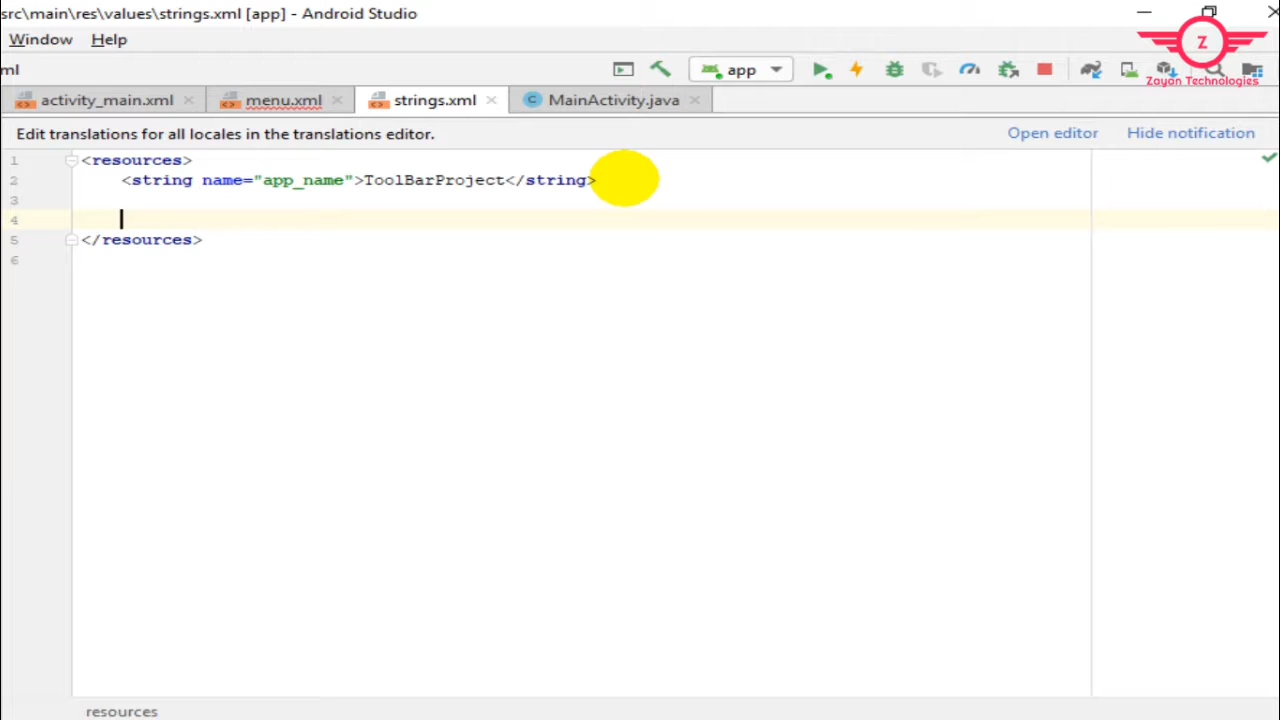 src\main\res\values\strings.xml [app] - Android Studio
Window Help
Z
Zayan Technologies
ml
app
activity_main.xml
menu.xml
strings.xml
C MainActivity.java
Edit translations for all locales in the translations editor.
Open editor
Hide notification
1 <resources>
2 <string name="app_name">ToolBarProject</string>
3
4
5 </resources>
6
resources